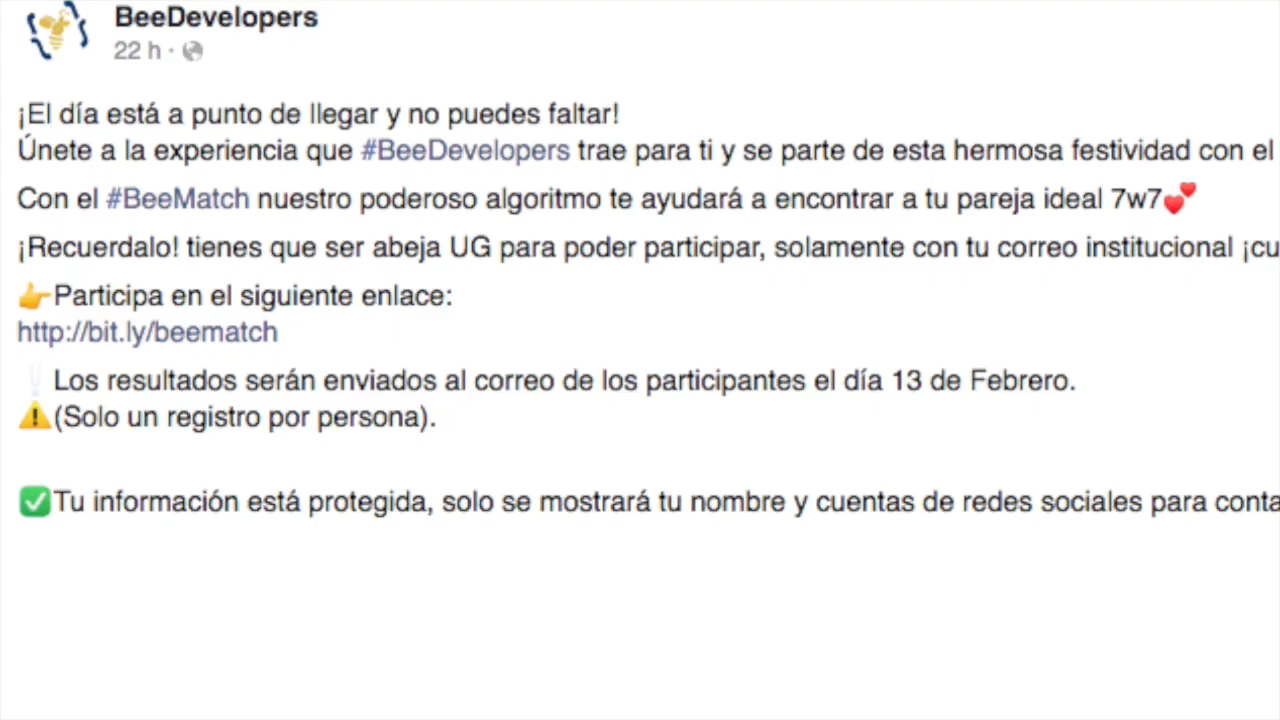 BeeDevelopers
22 h ·
¡El día está a punto de llegar y no puedes faltar!
Únete a la experiencia que #BeeDevelopers trae para ti y se parte de esta hermosa festividad con el
Con el #BeeMatch nuestro poderoso algoritmo te ayudará a encontrar a tu pareja ideal 7w7💕
¡Recuerdalo! tienes que ser abeja UG para poder participar, solamente con tu correo institucional
👉Participa en el siguiente enlace:
http://bit.ly/beematch
❕Los resultados serán enviados al correo de los participantes el día 13 de Febrero.
⚠️(Solo un registro por persona).
✅Tu información está protegida, solo se mostrará tu nombre y cuentas de redes sociales para